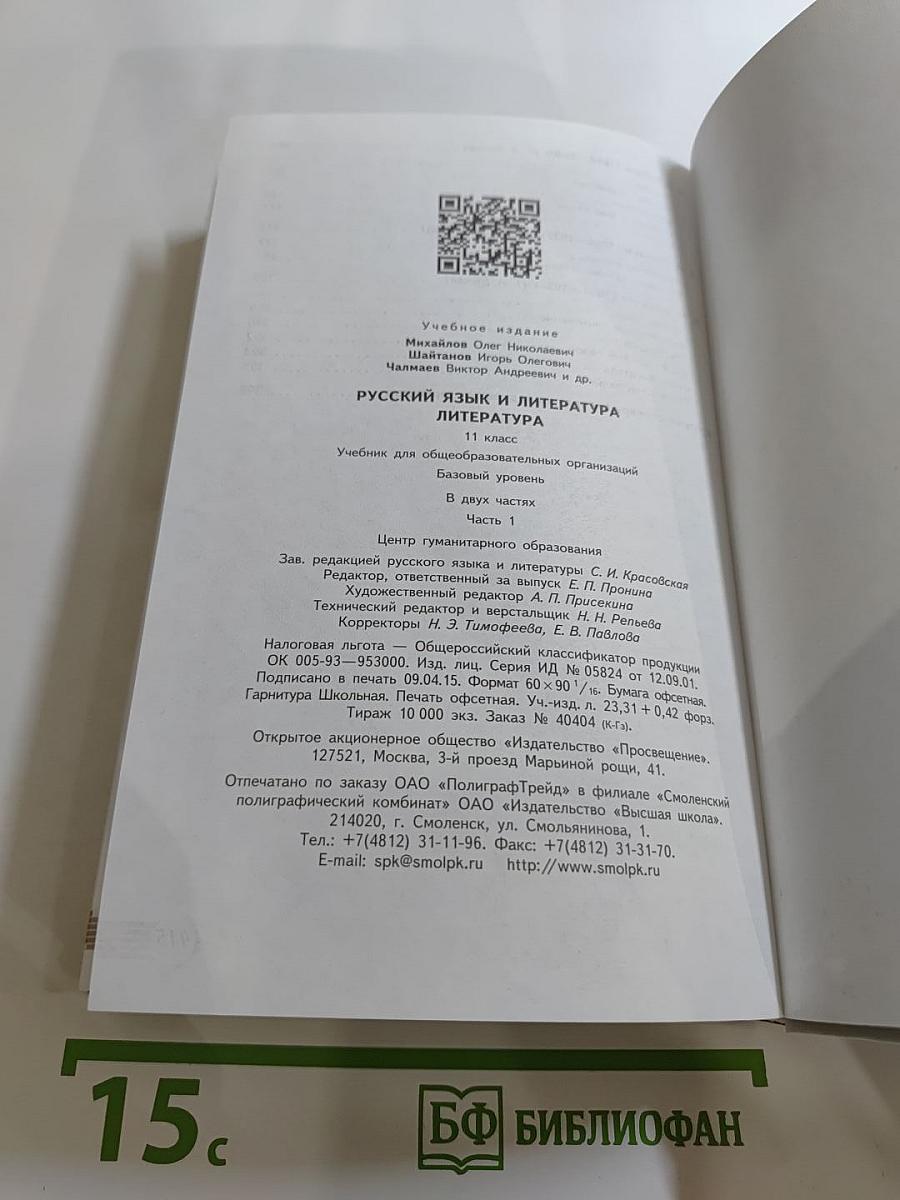 Учебное издание
Михайлов Олег Николаевич
Шайтанов Игорь Олегович
Чалмаев Виктор Андреевич и др.
РУССКИЙ ЯЗЫК И ЛИТЕРАТУРА
ЛИТЕРАТУРА
11 класс
Учебник для общеобразовательных организаций
Базовый уровень
В двух частях
Часть 1
Центр гуманитарного образования
Зав. редакцией русского языка и литературы С. И. Красовская
Редактор, ответственный за выпуск Е. П. Пронина
Художественный редактор А. П. Присекина
Технический редактор и верстальщик Н. Н. Репьева
Корректоры Н. Э. Тимофеева, Е. В. Павлова
Налоговая льгота — Общероссийский классификатор продукции
ОК 005-93—953000. Изд. лиц. Серия ИД № 05824 от 12.09.01.
Подписано в печать 09.04.15. Формат 60×90 1/16. Бумага офсетная.
Гарнитура Школьная. Печать офсетная. Уч.-изд. л. 23,31+0,42 форз.
Тираж 10 000 экз. Заказ № 40404 (К-Гз).
Открытое акционерное общество «Издательство «Просвещение».
127521, Москва, 3-й проезд Марьиной рощи, 41.
Отпечатано по заказу ОАО «ПолиграфТрейд» в филиале «Смоленский
полиграфический комбинат» ОАО «Издательство «Высшая школа».
214020, г. Смоленск, ул. Смольянинова, 1.
Тел.: +7(4812) 31-11-96. Факс: +7(4812) 31-31-70.
E-mail: spk@smolpk.ru http://www.smolpk.ru
15 с
БФ БИБЛИОФАН